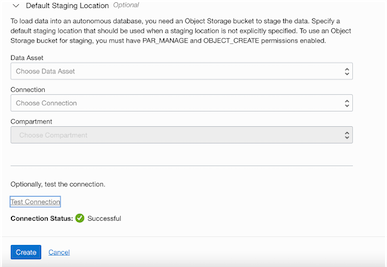 Default Staging Location Optional
To load data into an autonomous database, you need an Object Storage bucket to stage the data. Specify a
default staging location that should be used when a staging location is not explicitly specified. To use an Object
Storage bucket for staging, you must have PAR_MANAGE and OBJECT_CREATE permissions enabled.
Data Asset
Choose Data Asset
Connection
Choose Connection
Compartment
Choose Compartment
Optionally, test the connection.
Test Connection
Connection Status: Successful
Create Cancel